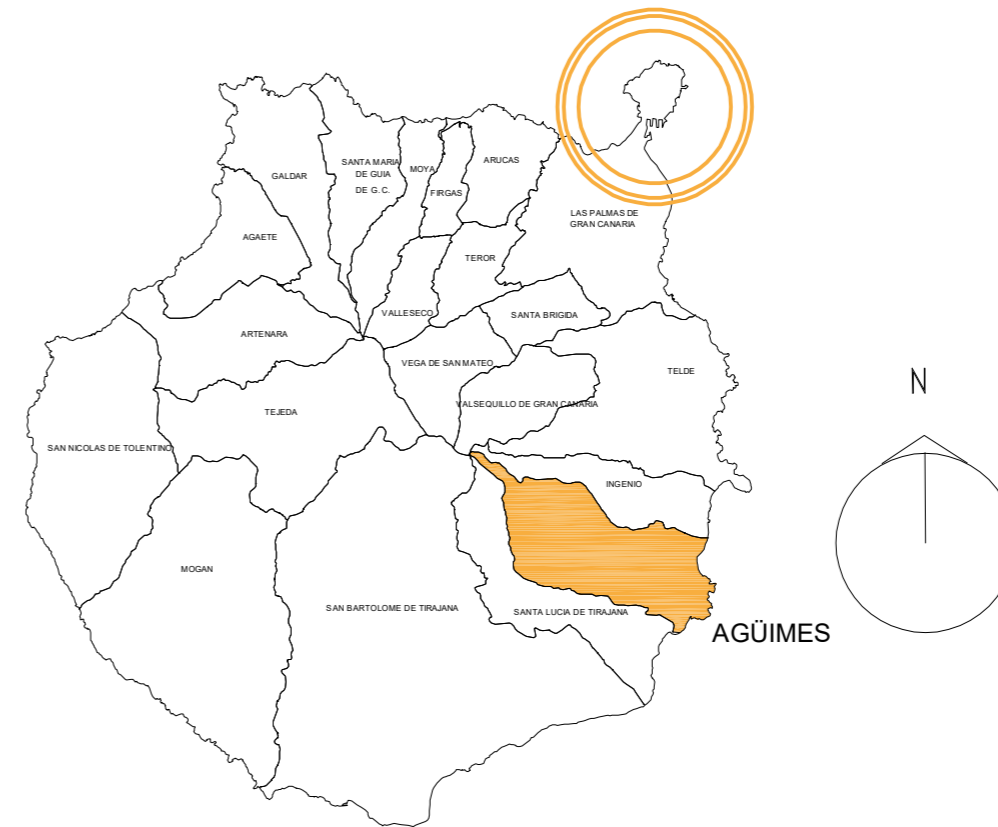 SANTA MARIA
DE GUIA
DE G.C.
MOYA
ARUCAS
GALDAR
FIRGAS
LAS PALMAS DE
GRAN CANARIA
AGAETE
TEROR
VALLESECO
SANTA BRIGIDA
ARTENARA
VEGA DE SAN MATEO
TELDE
N
TEJEDA
VALSEQUILLO DE GRAN CANARIA
SAN NICOLAS DE TOLENTINO
INGENIO
MOGAN
SAN BARTOLOME DE TIRAJANA
SANTA LUCIA DE TIRAJANA
AGÜIMES